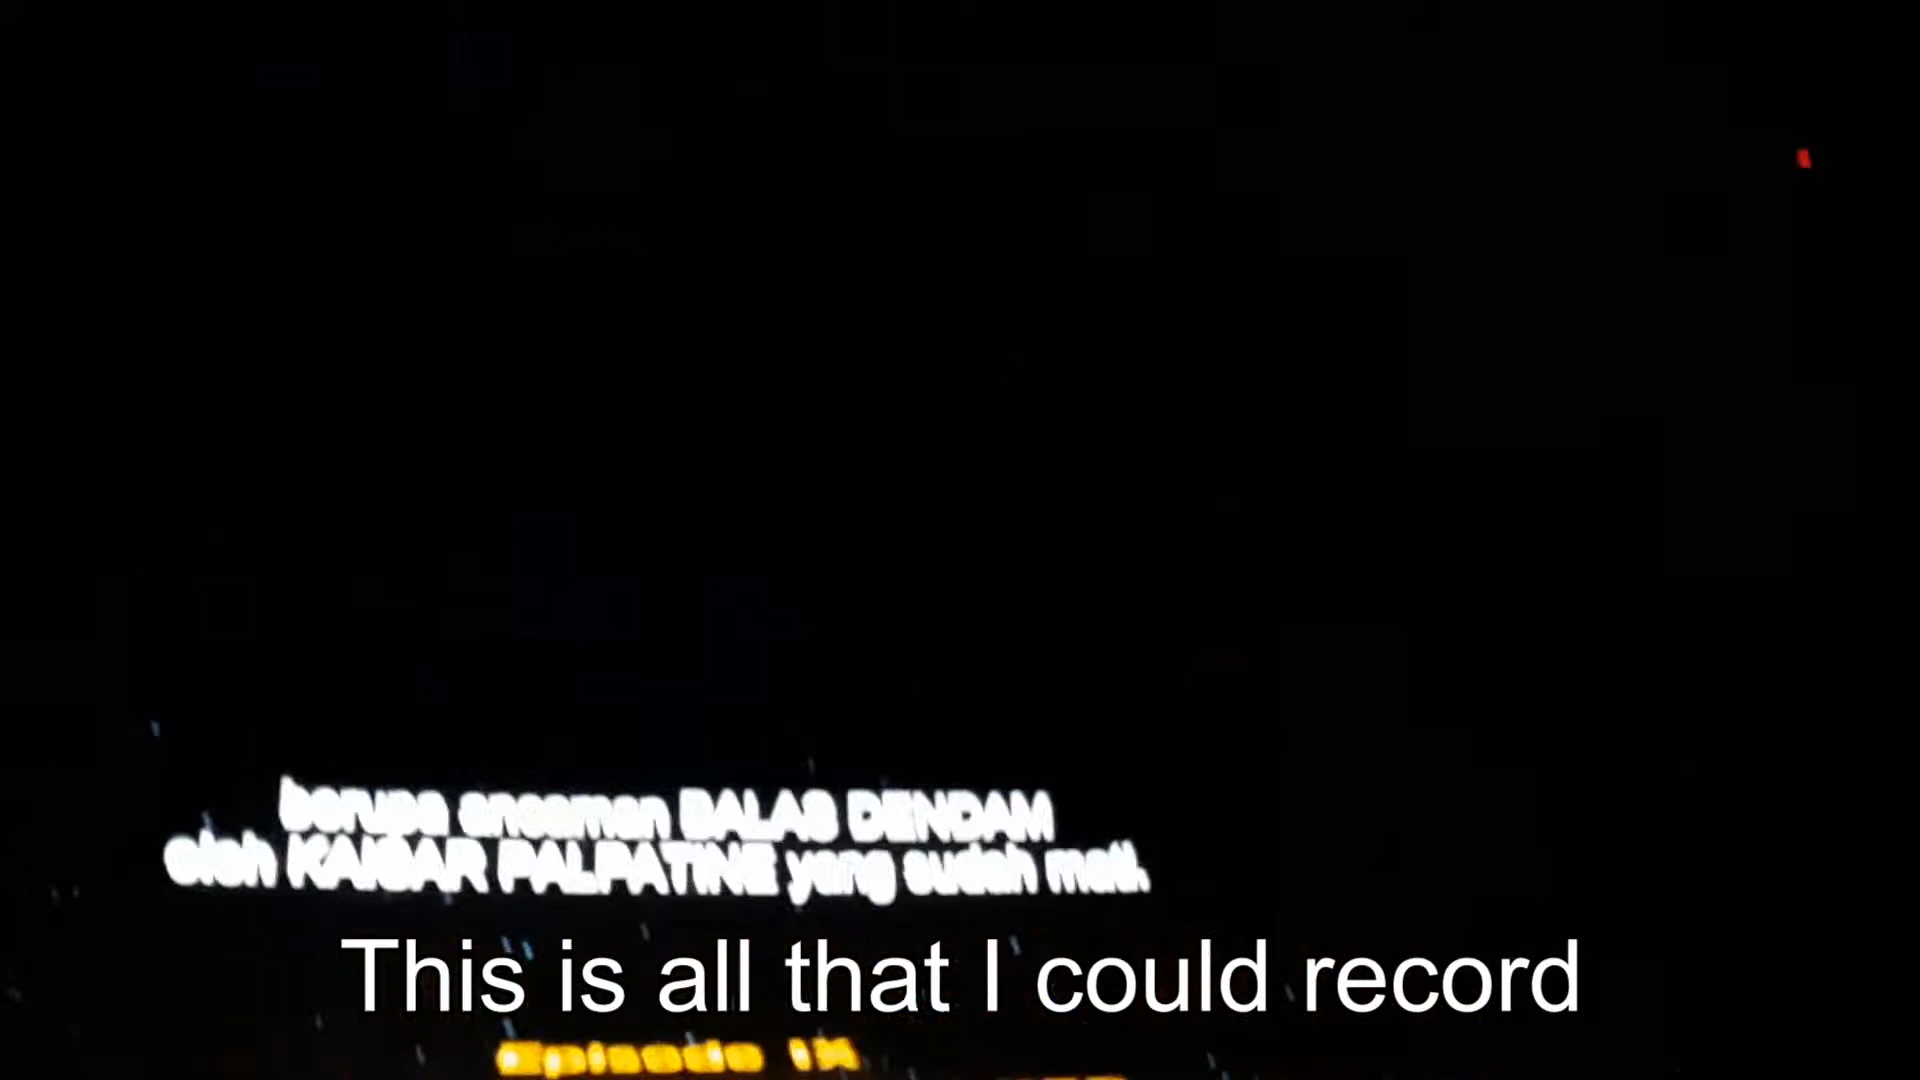 berupa ancaman BALAS DENDAM
oleh KAISAR PALPATINE yang sudah mati.
This is all that I could record
Episode IX